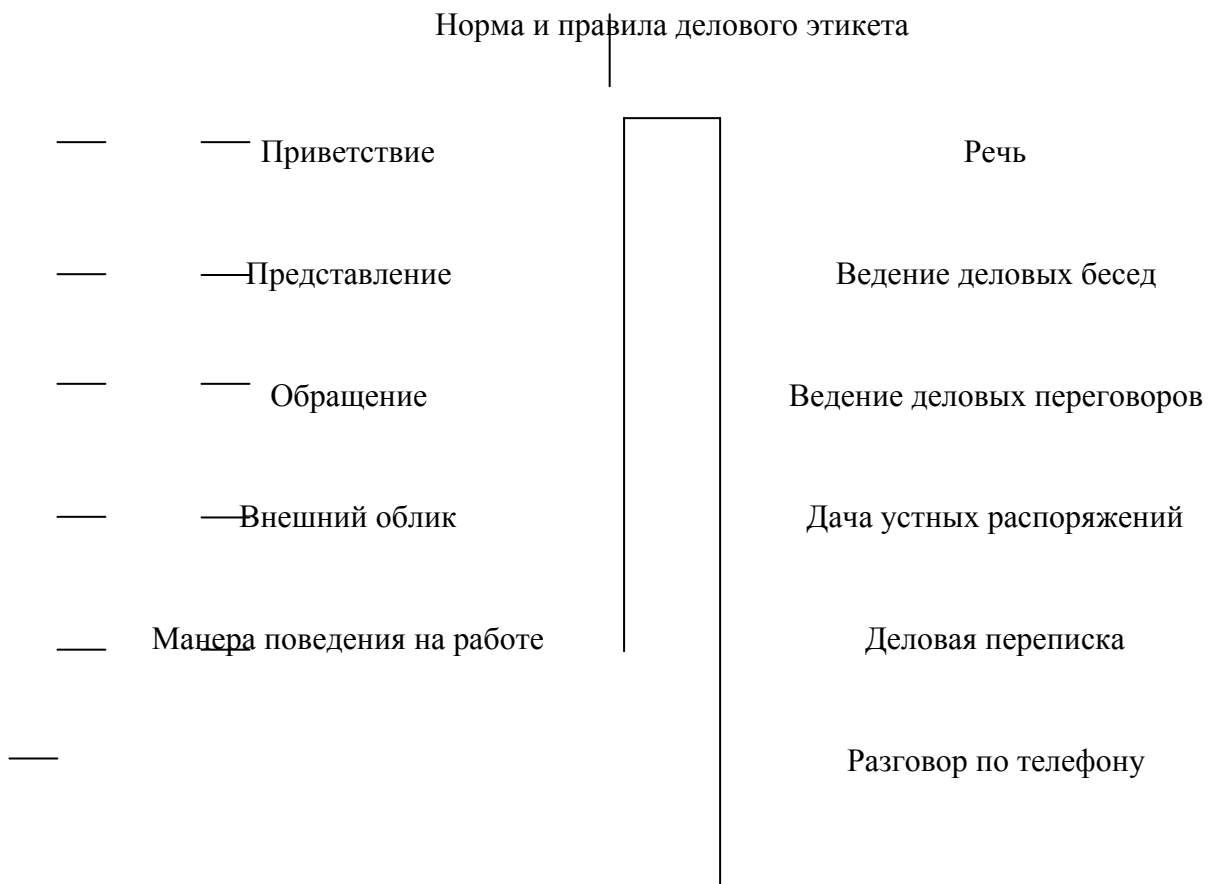 Норма и правила делового этикета
Приветствие
Речь
Представление
Ведение деловых бесед
Обращение
Ведение деловых переговоров
Внешний облик
Дача устных распоряжений
Манера поведения на работе
Деловая переписка
Разговор по телефону